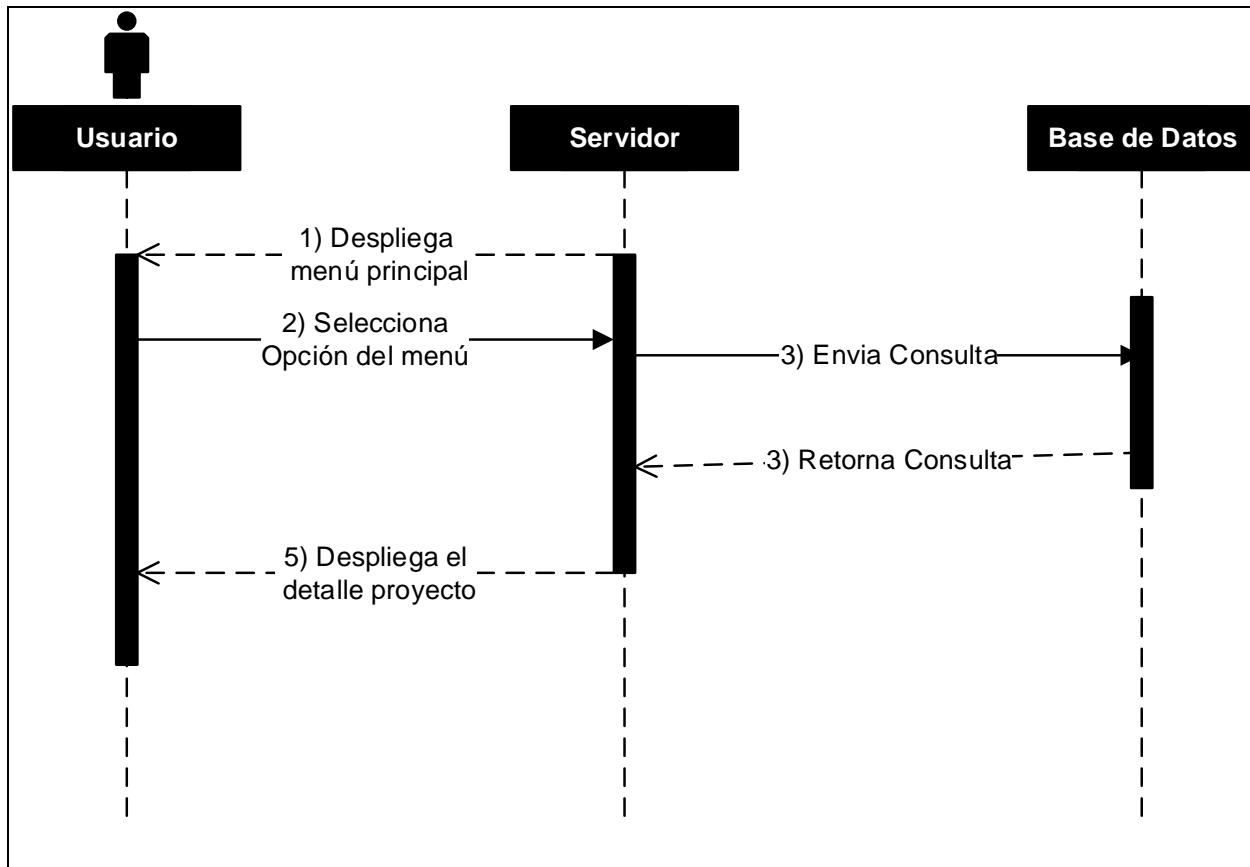 Usuario
Servidor
Base de Datos
1) Despliega
menú principal
2) Selecciona
Opción del menú
3) Envia Consulta
3) Retorna Consulta
5) Despliega el
detalle proyecto